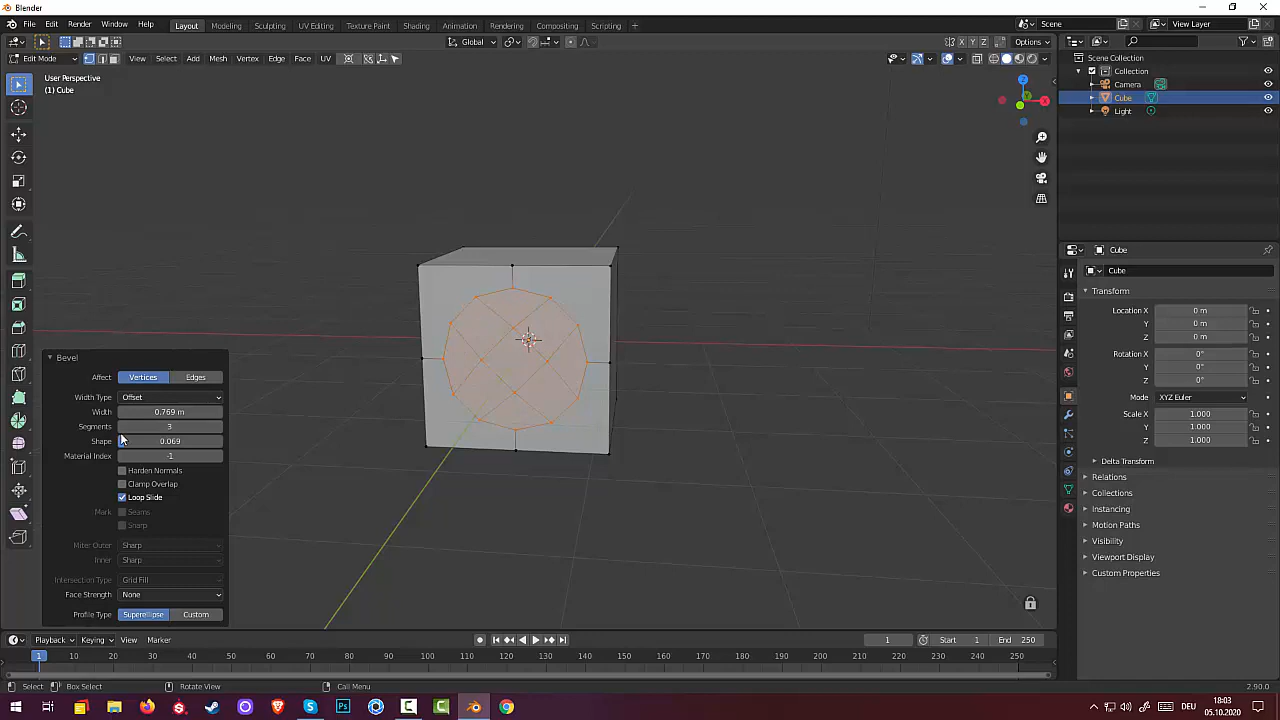 Blender
File Edit Render Window Help Layout Modeling Sculpting UV Editing Texture Paint Shading Animation Rendering Compositing Scripting +
Scene View Layer
Global X Y Z Options
Edit Mode View Select Add Mesh Vertex Edge Face UV
User Perspective
(1) Cube
Z
X
Scene Collection
Collection
Camera
Cube
Light
Cube
Cube
Transform
Location X 0 m
Y 0 m
Z 0 m
Rotation X 0°
Y 0°
Z 0°
Mode XYZ Euler
Scale X 1.000
Y 1.000
Z 1.000
Delta Transform
Relations
Collections
Instancing
Motion Paths
Visibility
Viewport Display
Custom Properties
Bevel
Affect Vertices Edges
Width Type Offset
Width 0.769 m
Segments 3
Shape 0.069
Material Index -1
Harden Normals
Clamp Overlap
Loop Slide
Mark Seams
Sharp
Miter Outer Sharp
Inner Sharp
Intersection Type Grid Fill
Face Strength None
Profile Type Superellipse Custom
Playback Keying View Marker 1 Start 1 End 250
1 10 20 30 40 50 60 70 80 90 100 110 120 130 140 150 160 170 180 190 200 210 220 230 240 250
Select Box Select Rotate View Call Menu 2.90.0
DEU 18:03
05.10.2020